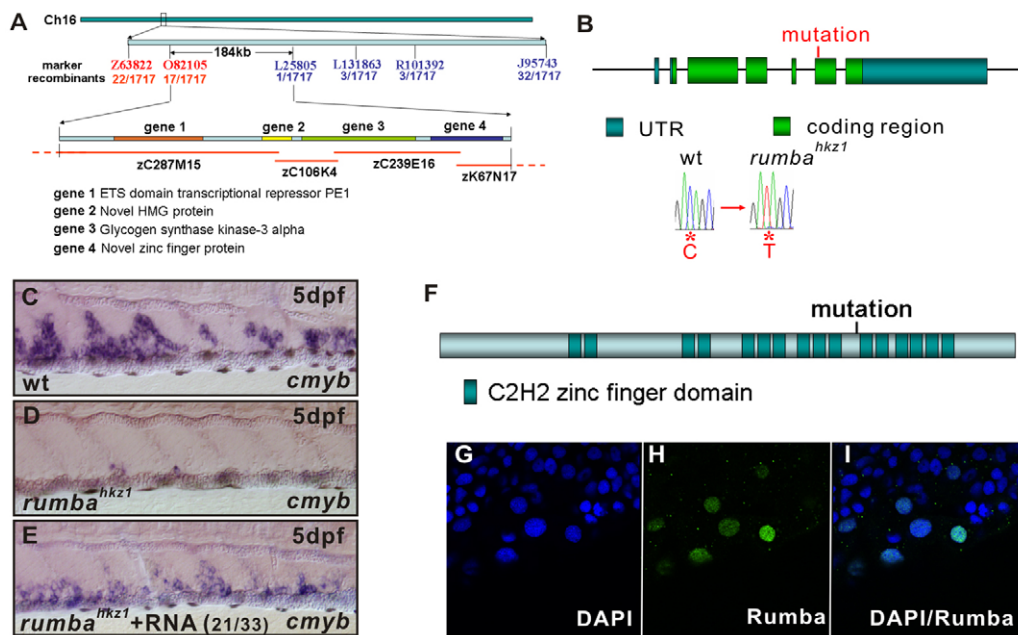 A
Ch16
184kb
marker Z63822 O82105 L25805 L131863 R101392 J95743
recombinants 22/1717 17/1717 1/1717 3/1717 3/1717 32/1717
gene 1 gene 2 gene 3 gene 4
zC287M15 zC106K4 zC239E16 zK67N17
gene 1 ETS domain transcriptional repressor PE1
gene 2 Novel HMG protein
gene 3 Glycogen synthase kinase-3 alpha
gene 4 Novel zinc finger protein
B
mutation
UTR coding region
wt rumba hkz1
* *
C T
C 5dpf
wt cmyb
D 5dpf
rumba hkz1 cmyb
E 5dpf
rumba hkz1 +RNA (21/33) cmyb
F
mutation
C2H2 zinc finger domain
G H I
DAPI Rumba DAPI/Rumba